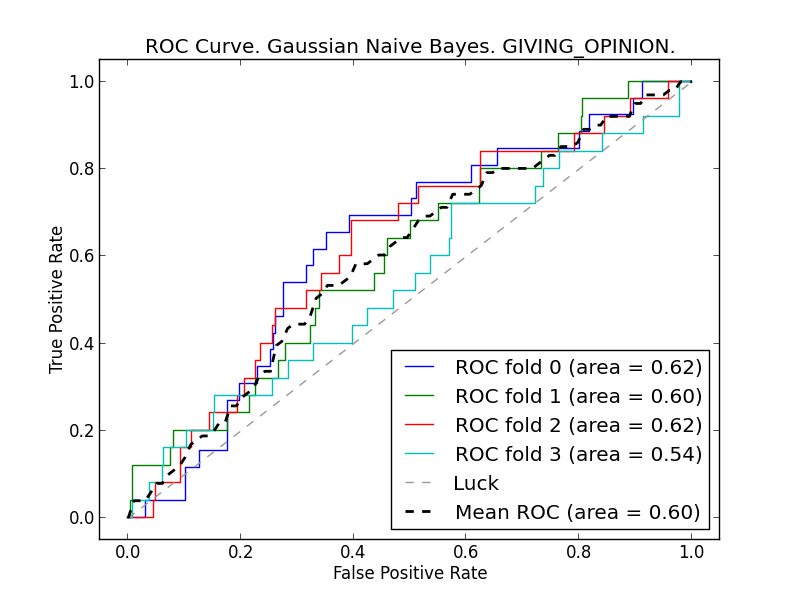 ROC Curve. Gaussian Naive Bayes. GIVING_OPINION.
True Positive Rate
1.0
0.8
0.6
0.4
0.2
0.0
ROC fold 0 (area = 0.62)
ROC fold 1 (area = 0.60)
ROC fold 2 (area = 0.62)
ROC fold 3 (area = 0.54)
Luck
Mean ROC (area = 0.60)
0.0 0.2 0.4 0.6 0.8 1.0
False Positive Rate